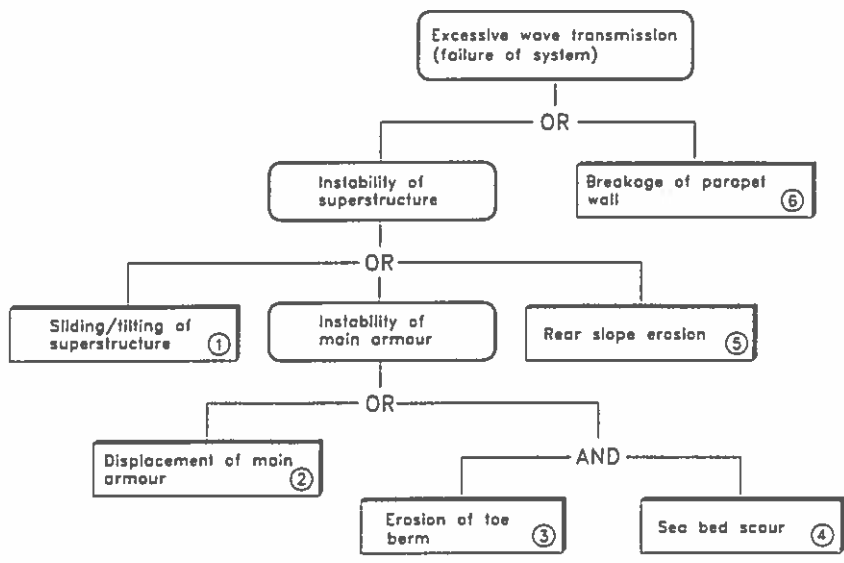 Excessive wave transmission
(failure of system)
OR
Instability of
superstructure
Breakage of parapet
wall
6
OR
Sliding/tilting of
superstructure
1
Instability of
main armour
Rear slope erosion
5
OR
Displacement of main
armour
2
AND
Erosion of toe
berm
3
Sea bed scour
4